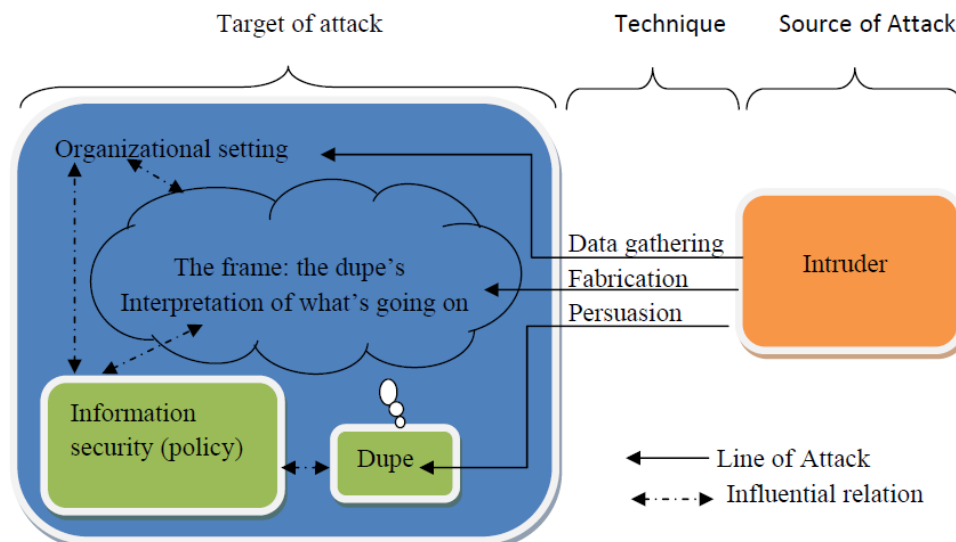 Target of attack
Technique
Source of Attack
Organizational setting
The frame: the dupe's
Interpretation of what's going on
Data gathering
Fabrication
Persuasion
Intruder
Information
security (policy)
Dupe
Line of Attack
Influential relation